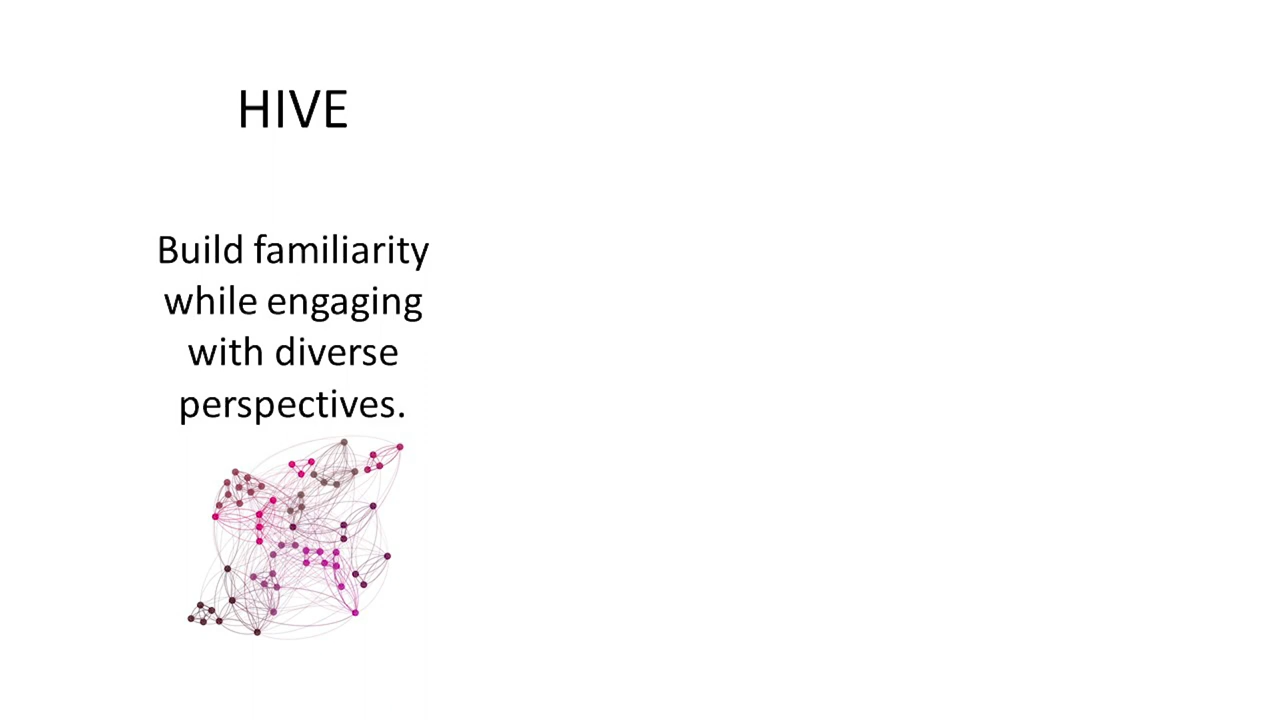 HIVE
Build familiarity
while engaging
with diverse
perspectives.